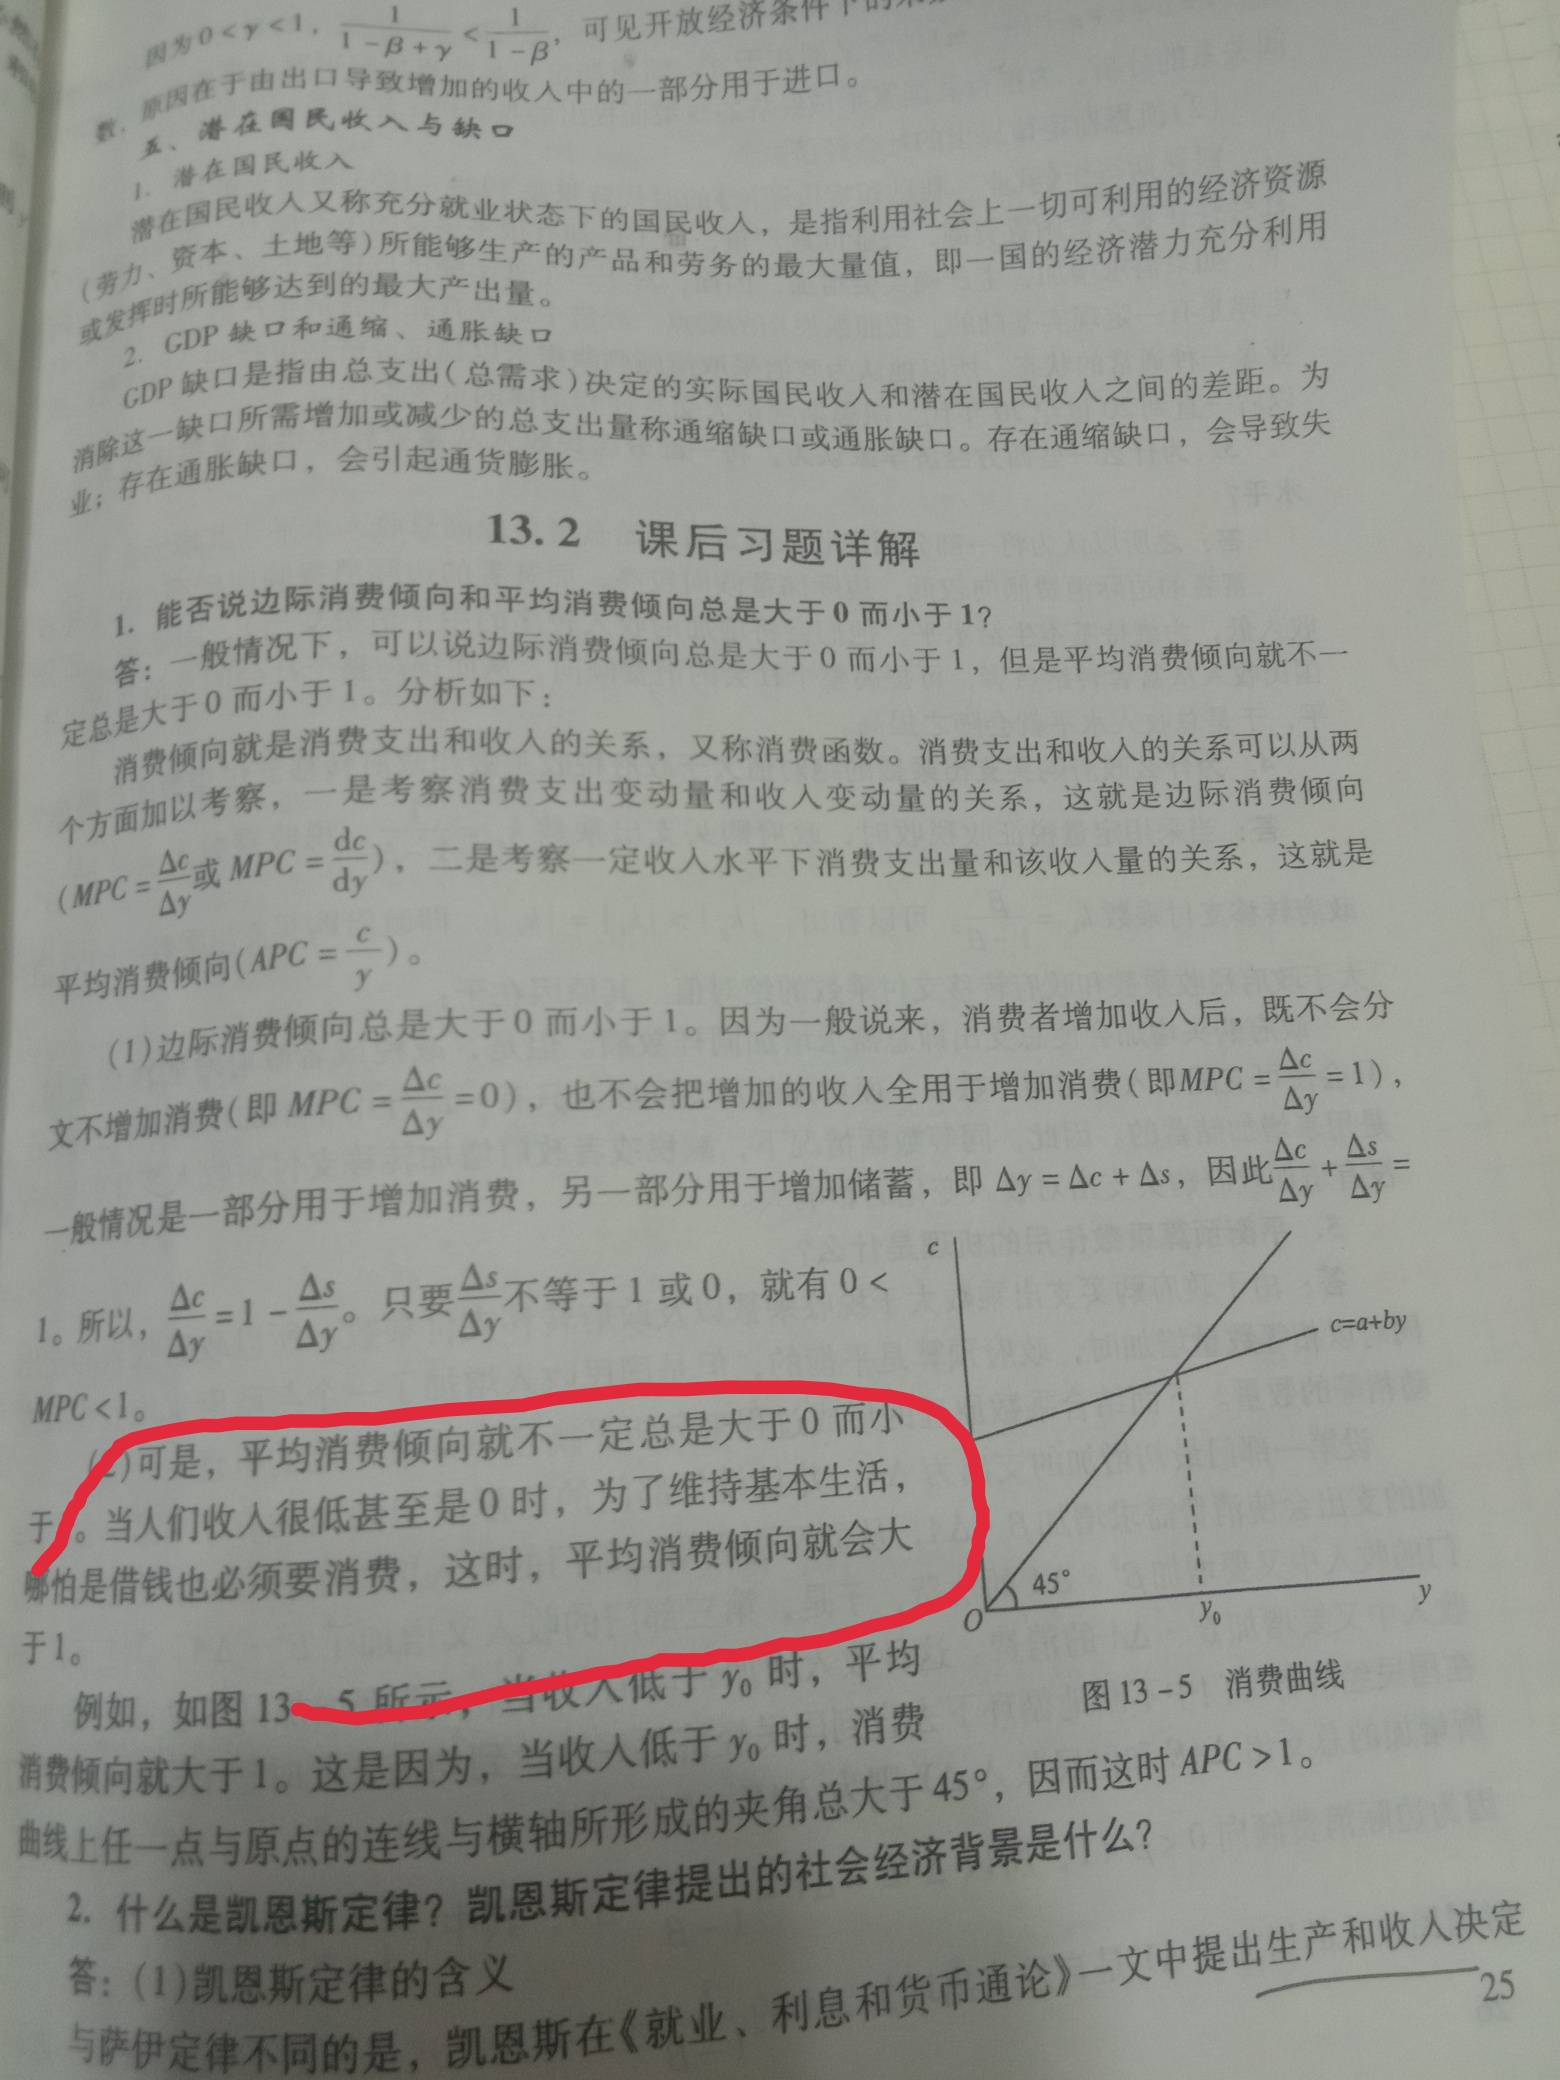 因为0<γ<1，1/(1-β+γ)<1/(1-β)，可见开放经济条件下的
数，原因在于由出口导致增加的收入中的一部分用于进口。
五、潜在国民收入与缺口
1. 潜在国民收入
潜在国民收入又称充分就业状态下的国民收入，是指利用社会上一切可利用的经济资源
(劳力、资本、土地等)所能够生产的产品和劳务的最大量值，即一国的经济潜力充分利用
或发挥时所能够达到的最大产出量。
2. GDP缺口和通缩、通胀缺口
GDP缺口是指由总支出(总需求)决定的实际国民收入和潜在国民收入之间的差距。为
消除这一缺口所需增加或减少的总支出量称通缩缺口或通胀缺口。存在通缩缺口，会导致失
业；存在通胀缺口，会引起通货膨胀。
13.2 课后习题详解
1. 能否说边际消费倾向和平均消费倾向总是大于0而小于1?
答：一般情况下，可以说边际消费倾向总是大于0而小于1，但是平均消费倾向就不一
定总是大于0而小于1。分析如下：
消费倾向就是消费支出和收入的关系，又称消费函数。消费支出和收入的关系可以从两
个方面加以考察，一是考察消费支出变动量和收入变动量的关系，这就是边际消费倾向
(MPC=Δc/Δy或MPC=dc/dy)，二是考察一定收入水平下消费支出量和该收入量的关系，这就是
平均消费倾向(APC=c/y)。
(1)边际消费倾向总是大于0而小于1。因为一般说来，消费者增加收入后，既不会分
文不增加消费(即MPC=Δc/Δy=0)，也不会把增加的收入全用于增加消费(即MPC=Δc/Δy=1)，
一般情况是一部分用于增加消费，另一部分用于增加储蓄，即Δy=Δc+Δs，因此Δc/Δy+Δs/Δy=
1。所以，Δc/Δy=1-Δs/Δy。只要Δs/Δy不等于1或0，就有0<
MPC<1。
(2)可是，平均消费倾向就不一定总是大于0而小
于。当人们收入很低甚至是0时，为了维持基本生活，
哪怕是借钱也必须要消费，这时，平均消费倾向就会大
于1。
例如，如图13-5所示，当收入低于y₀时，平均
消费倾向就大于1。这是因为，当收入低于y₀时，消费
曲线上任一点与原点的连线与横轴所形成的夹角总大于45°，因而这时APC>1。
c
c=a+by
45°
O
y₀
y
图13-5 消费曲线
2. 什么是凯恩斯定律？凯恩斯定律提出的社会经济背景是什么?
答：(1)凯恩斯定律的含义
与萨伊定律不同的是，凯恩斯在《就业、利息和货币通论》一文中提出生产和收入决定
25